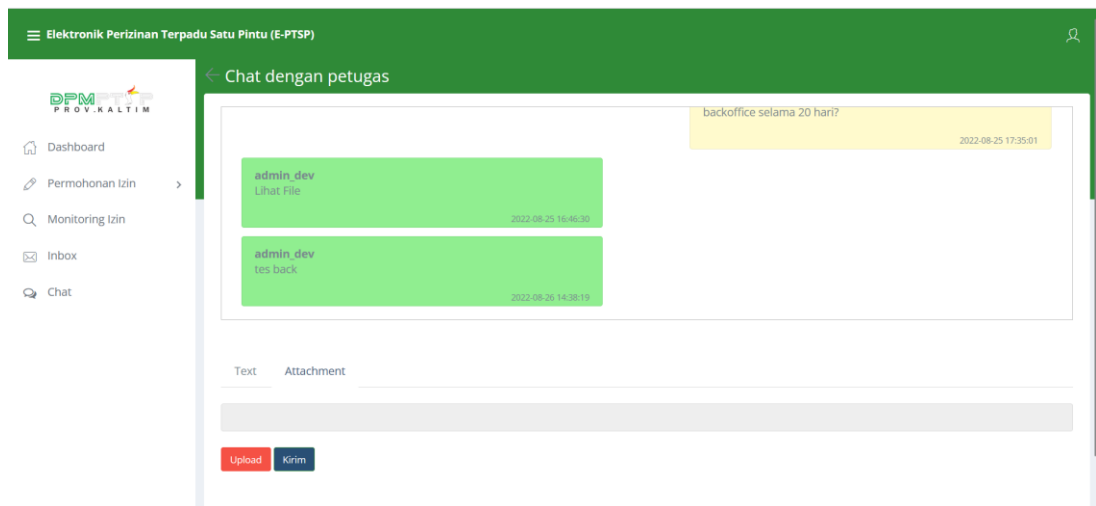 Elektronik Perizinan Terpadu Satu Pintu (E-PTSP)
Chat dengan petugas
DPMPTSP
PROV.KALTIM
Dashboard
Permohonan Izin
Monitoring Izin
Inbox
Chat
backoffice selama 20 hari?
2022-08-25 17:35:01
admin_dev
Lihat File
2022-08-25 16:46:30
admin_dev
tes back
2022-08-26 14:38:19
Text
Attachment
Upload
Kirim